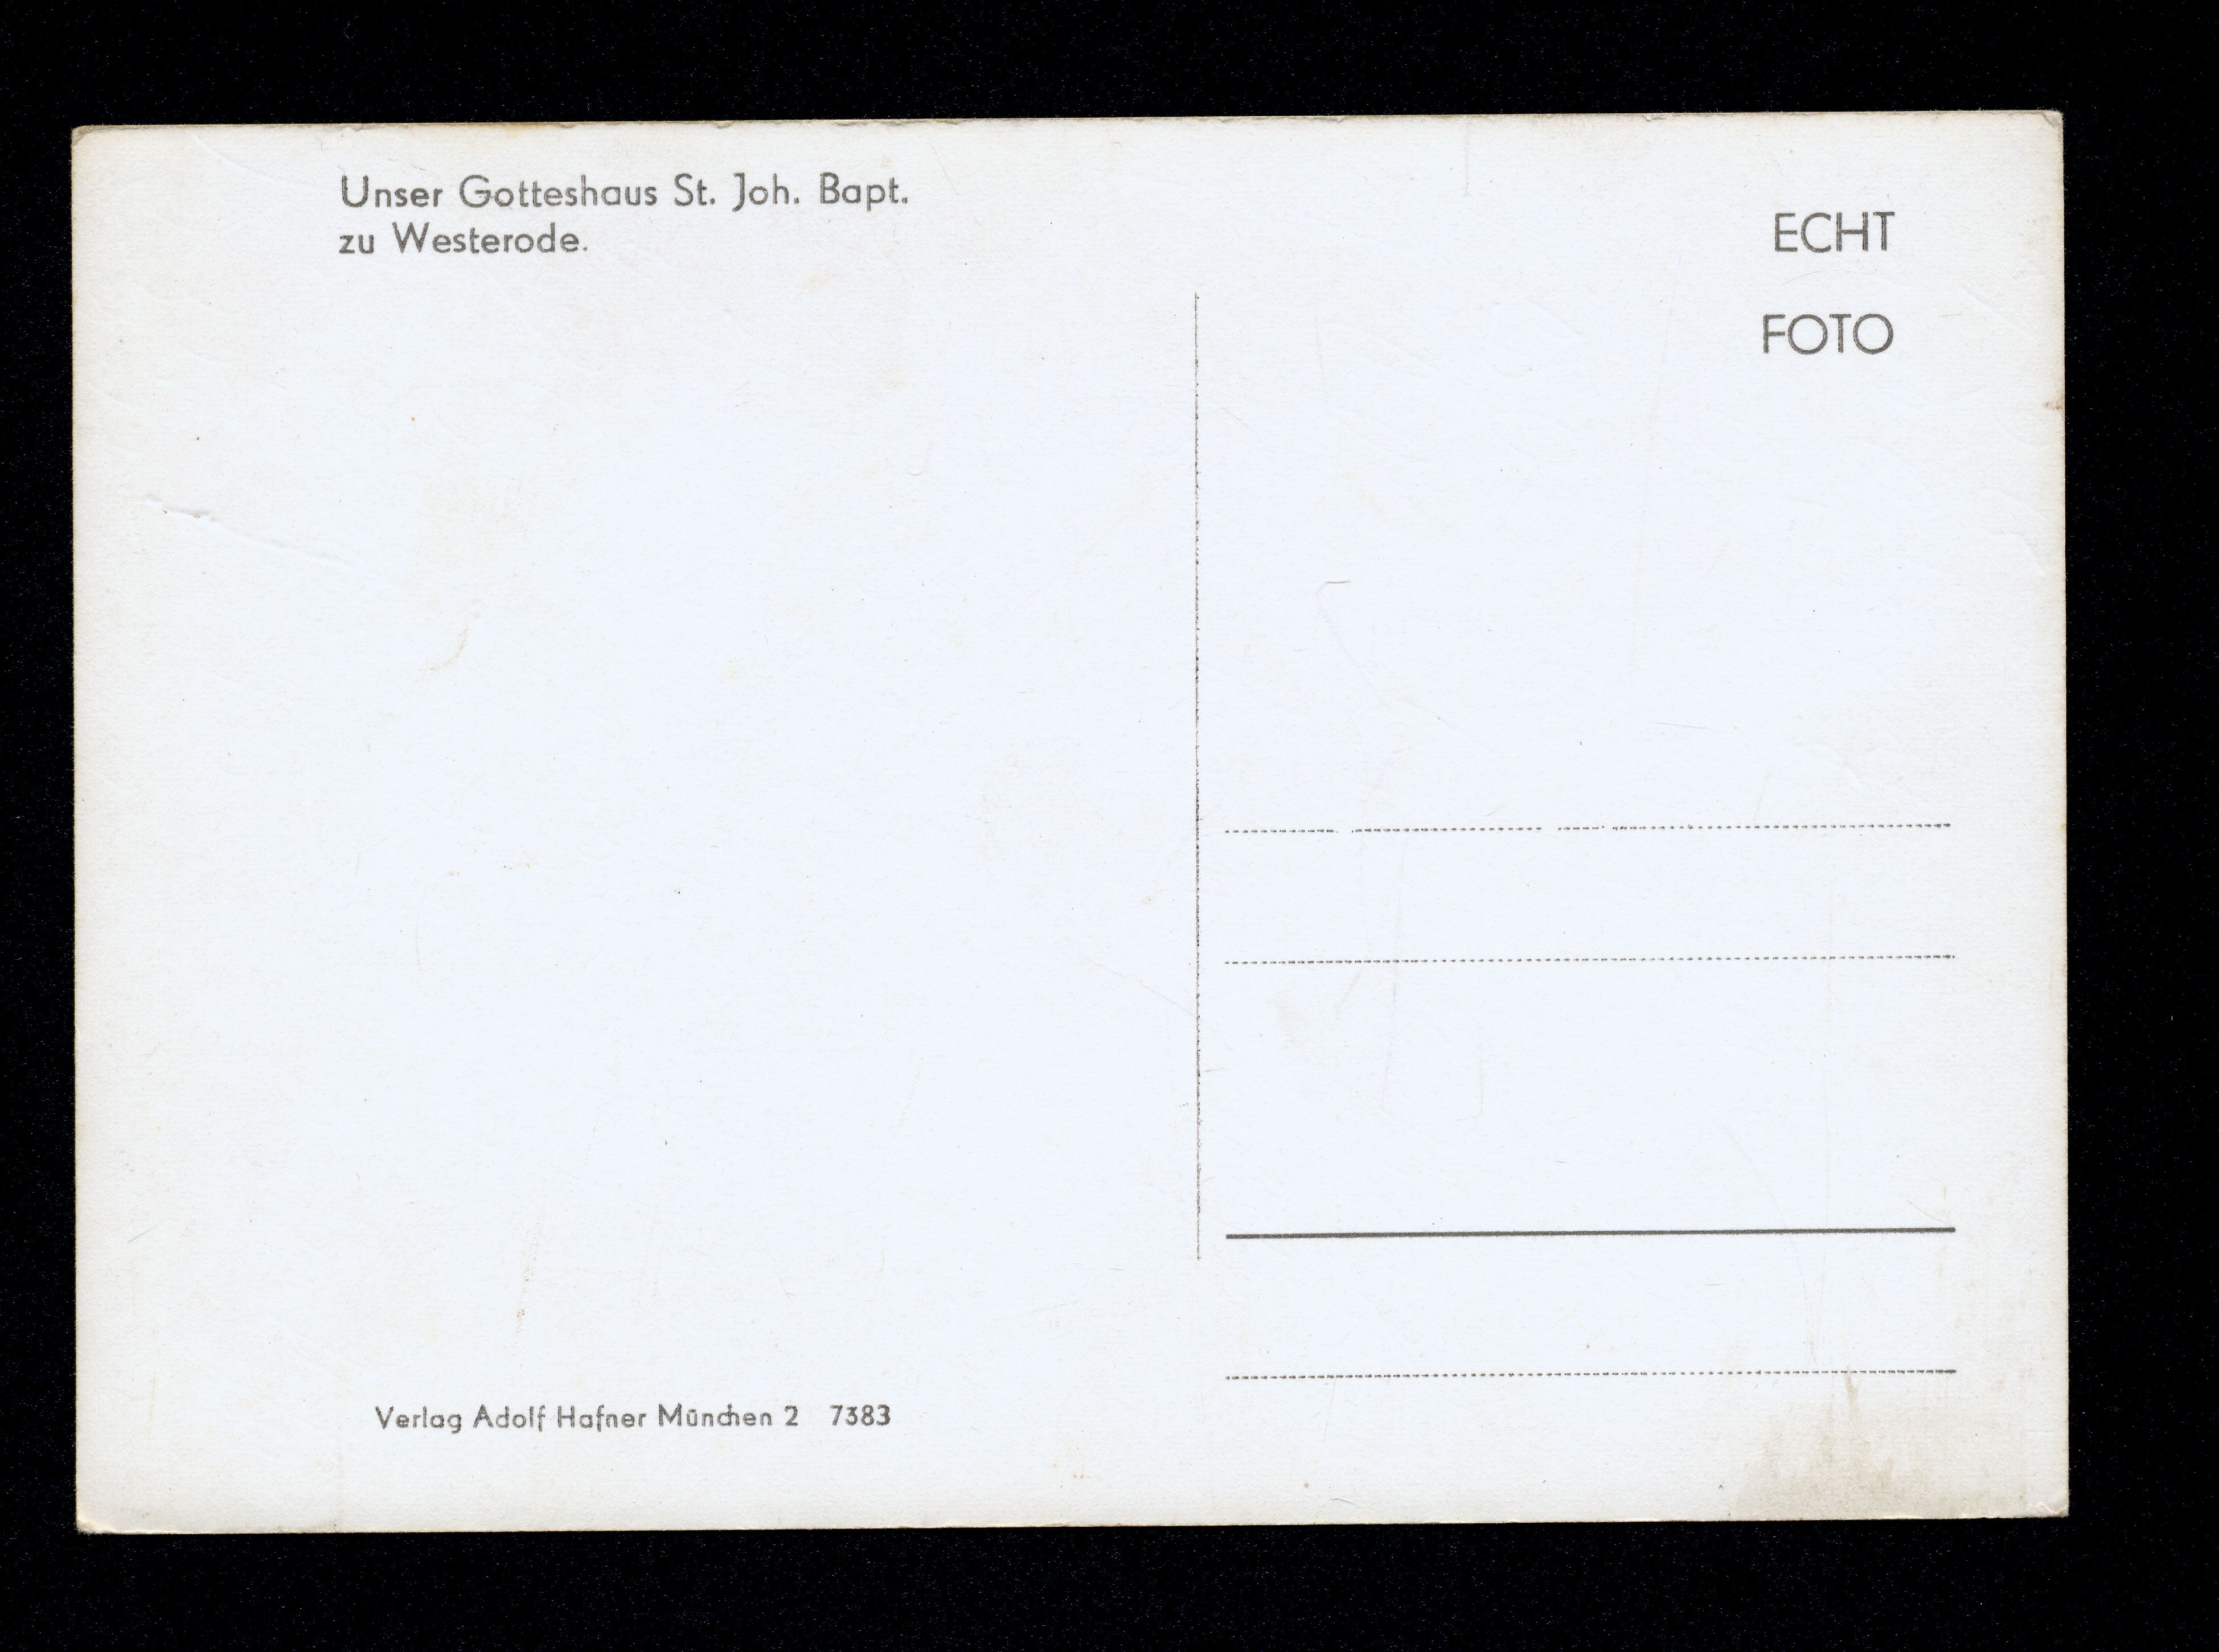 Unser Gotteshaus St. Joh. Bapt.
zu Westerode.
ECHT
FOTO
Verlag Adolf Hafner München 2 7383